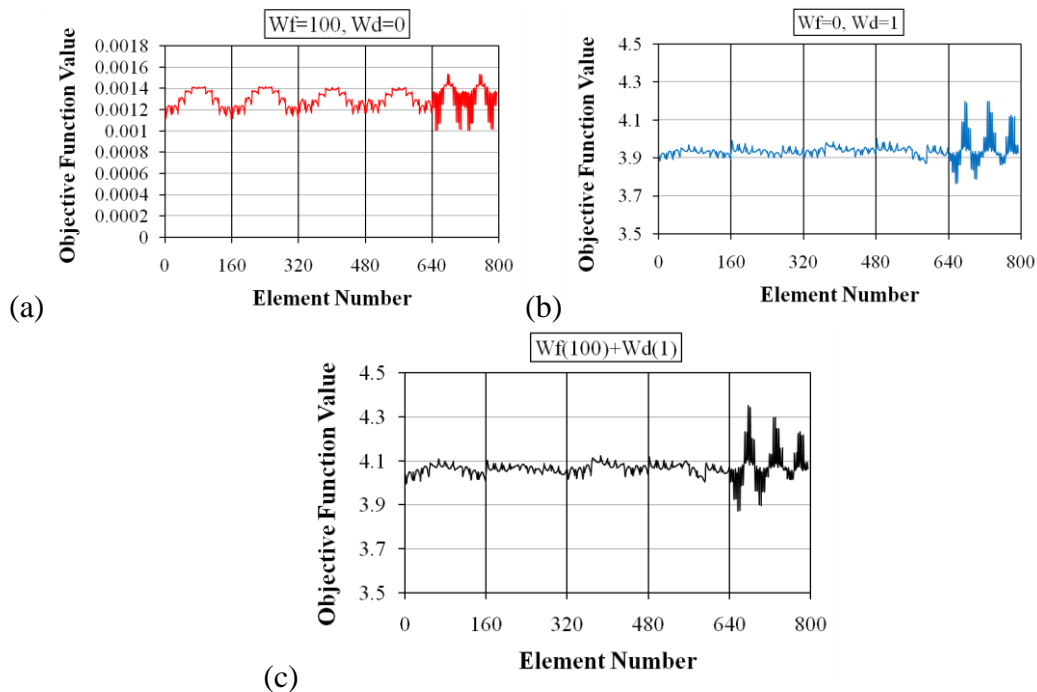 Wf=100, Wd=0
Objective Function Value
0.0018
0.0016
0.0014
0.0012
0.001
0.0008
0.0006
0.0004
0.0002
0
0 160 320 480 640 800
Element Number
(a)
Wf=0, Wd=1
Objective Function Value
4.5
4.3
4.1
3.9
3.7
3.5
0 160 320 480 640 800
Element Number
(b)
Wf(100)+Wd(1)
Objective Function Value
4.5
4.3
4.1
3.9
3.7
3.5
0 160 320 480 640 800
Element Number
(c)